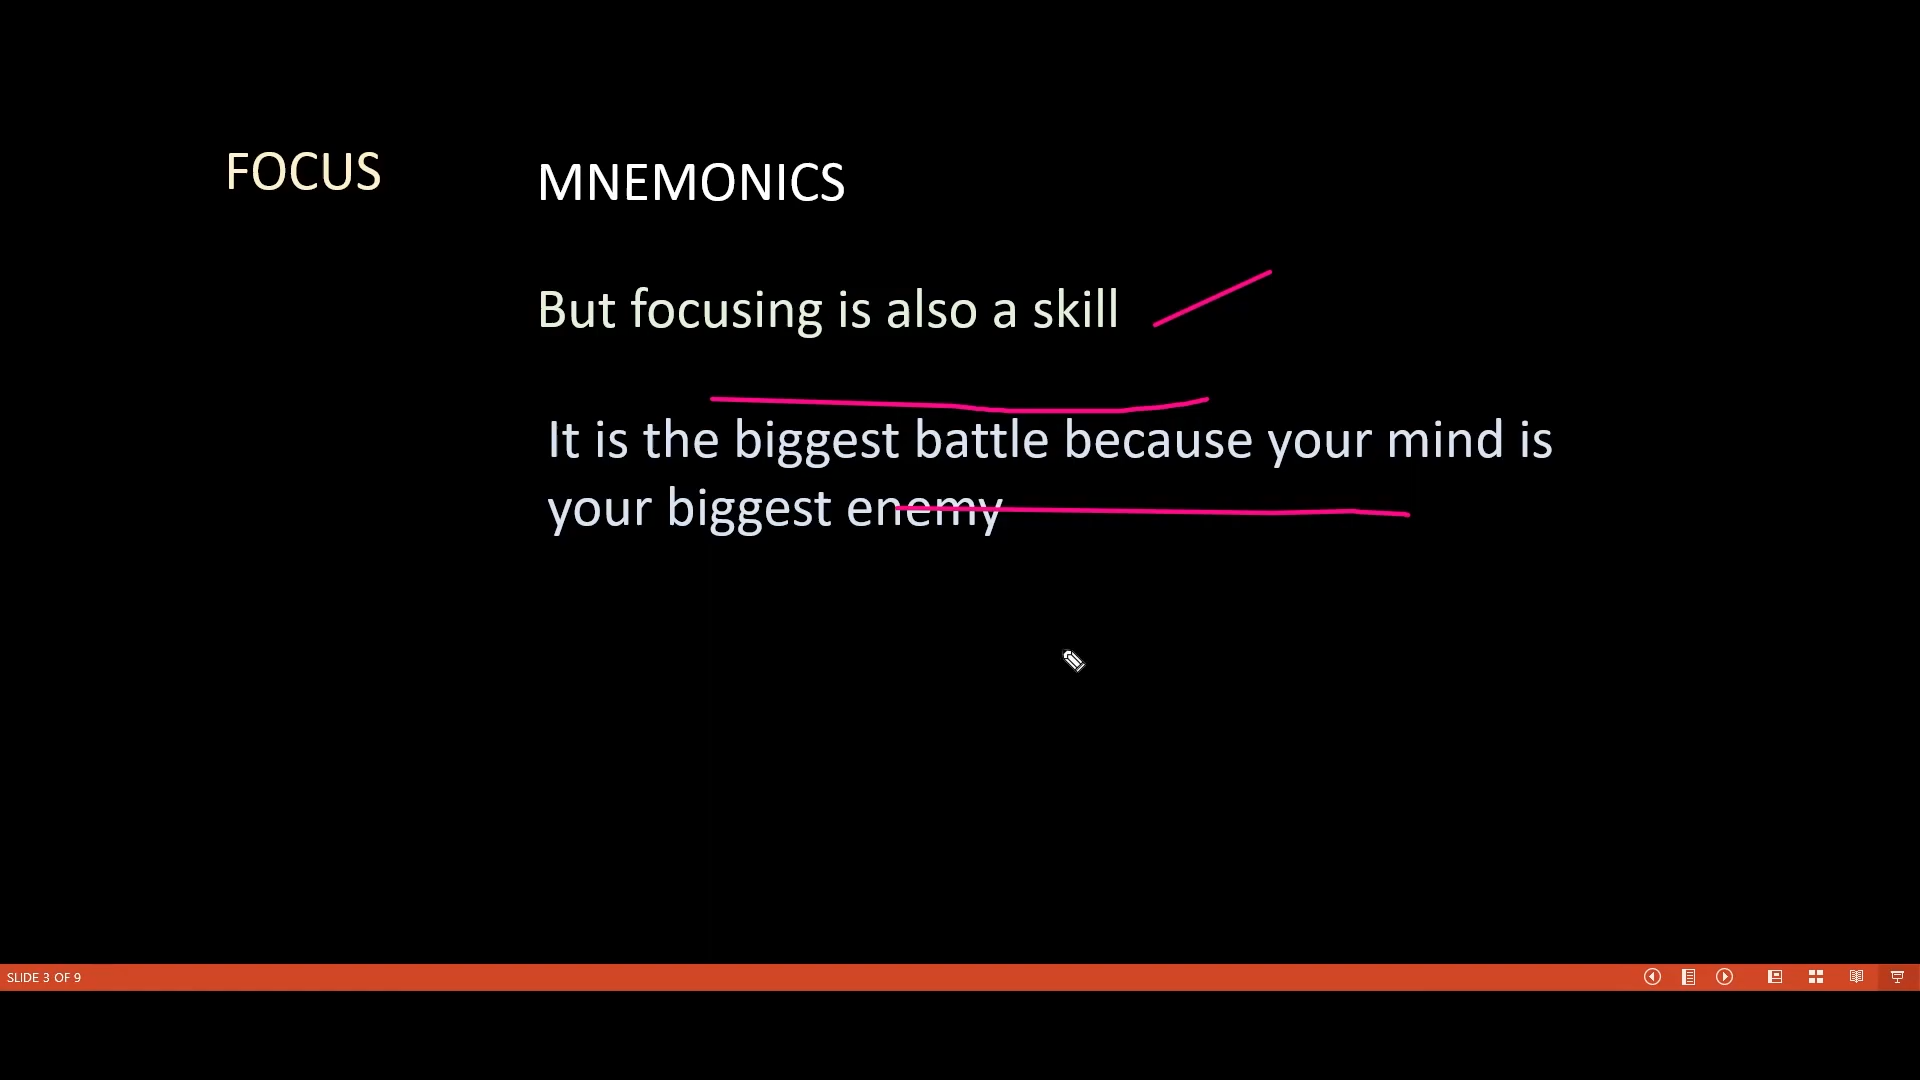 FOCUS
MNEMONICS
But focusing is also a skill
It is the biggest battle because your mind is
your biggest enemy
SLIDE 3 OF 9